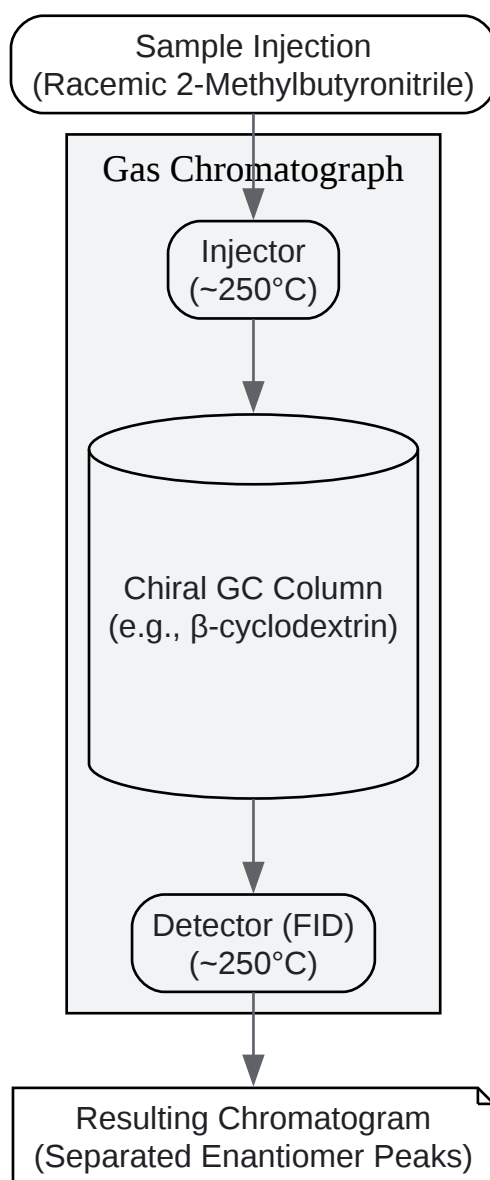 Sample Injection
(Racemic 2-Methylbutyronitrile)
Gas Chromatograph
Injector
(~250°C)
Chiral GC Column
(e.g., β-cyclodextrin)
Detector (FID)
(~250°C)
Resulting Chromatogram
(Separated Enantiomer Peaks)